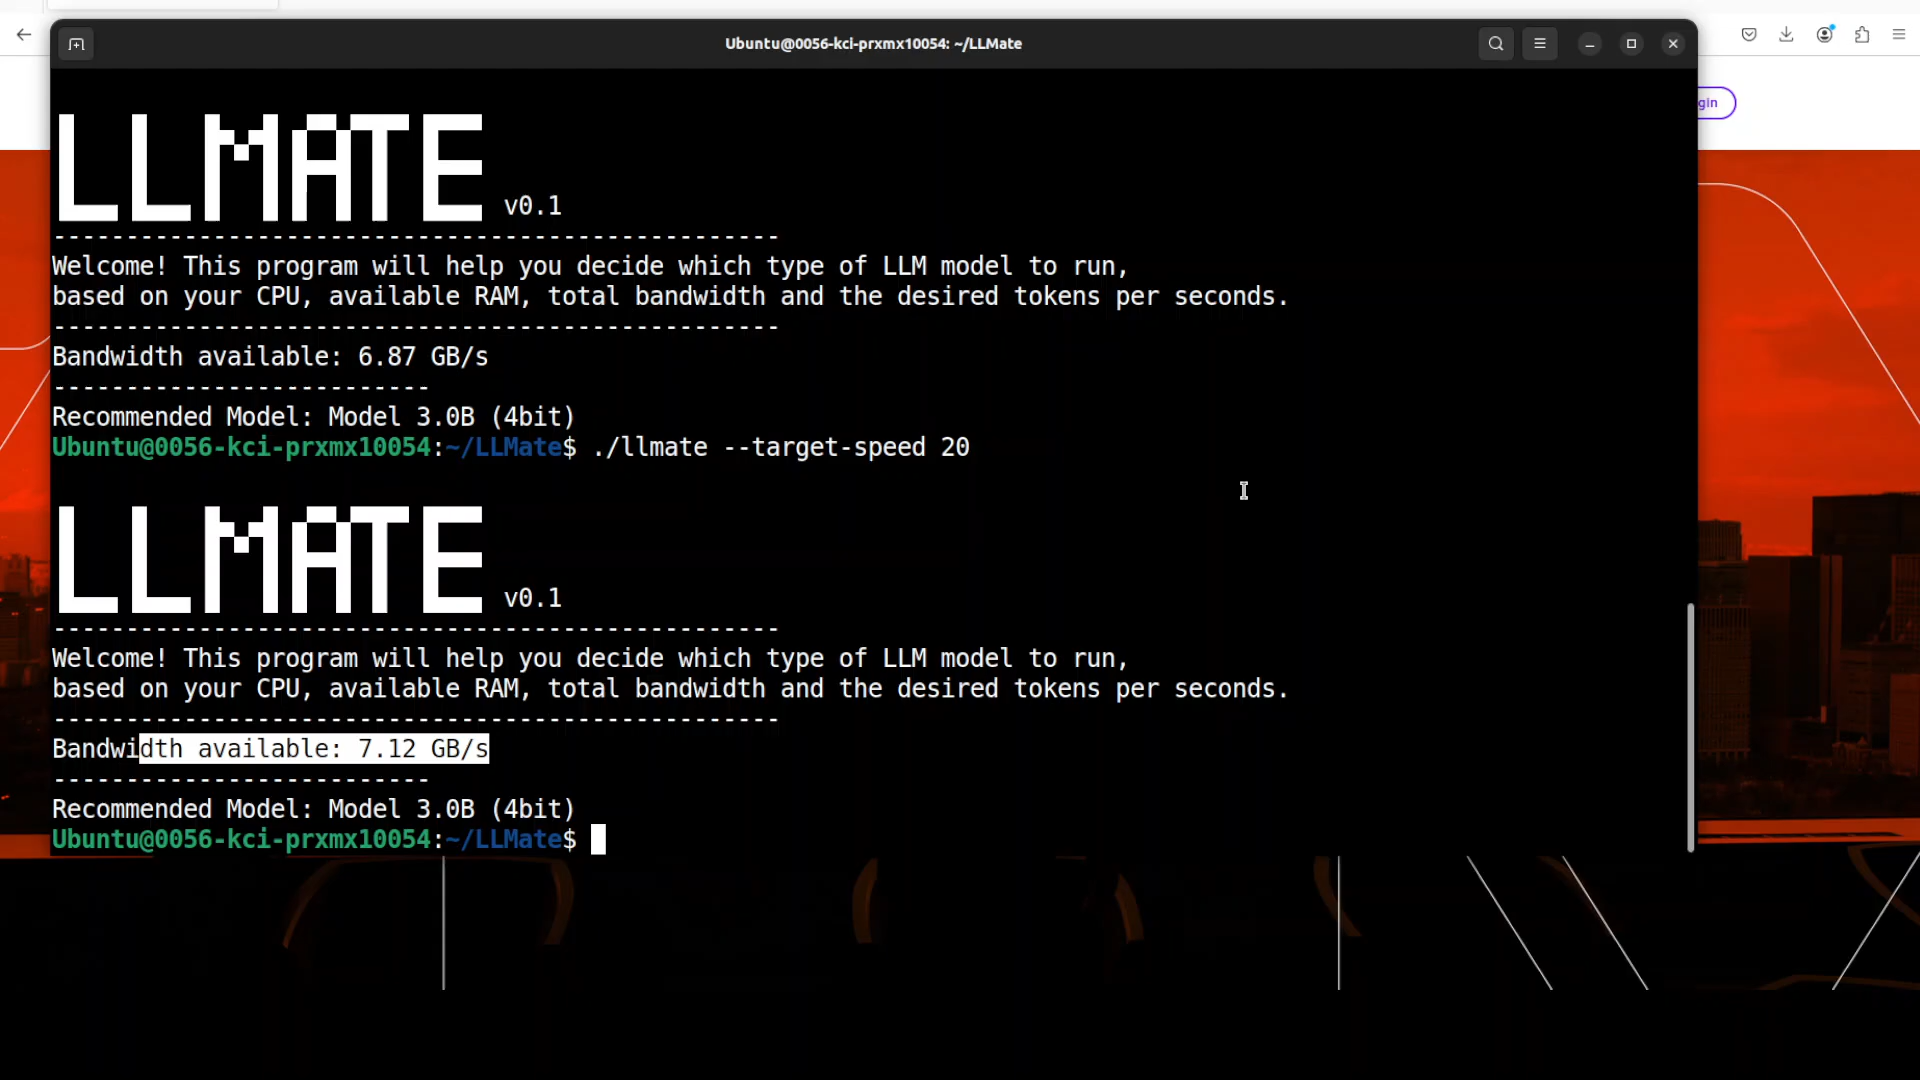 Ubuntu@0056-kci-prxmx10054: ~/LLMate
gin
LLMATE v0.1
--------------------------------------------------
Welcome! This program will help you decide which type of LLM model to run,
based on your CPU, available RAM, total bandwidth and the desired tokens per seconds.
--------------------------------------------------
Bandwidth available: 6.87 GB/s
--------------------------
Recommended Model: Model 3.0B (4bit)
Ubuntu@0056-kci-prxmx10054:~/LLMate$ ./llmate --target-speed 20
LLMATE v0.1
--------------------------------------------------
Welcome! This program will help you decide which type of LLM model to run,
based on your CPU, available RAM, total bandwidth and the desired tokens per seconds.
--------------------------------------------------
Bandwidth available: 7.12 GB/s
--------------------------
Recommended Model: Model 3.0B (4bit)
Ubuntu@0056-kci-prxmx10054:~/LLMate$